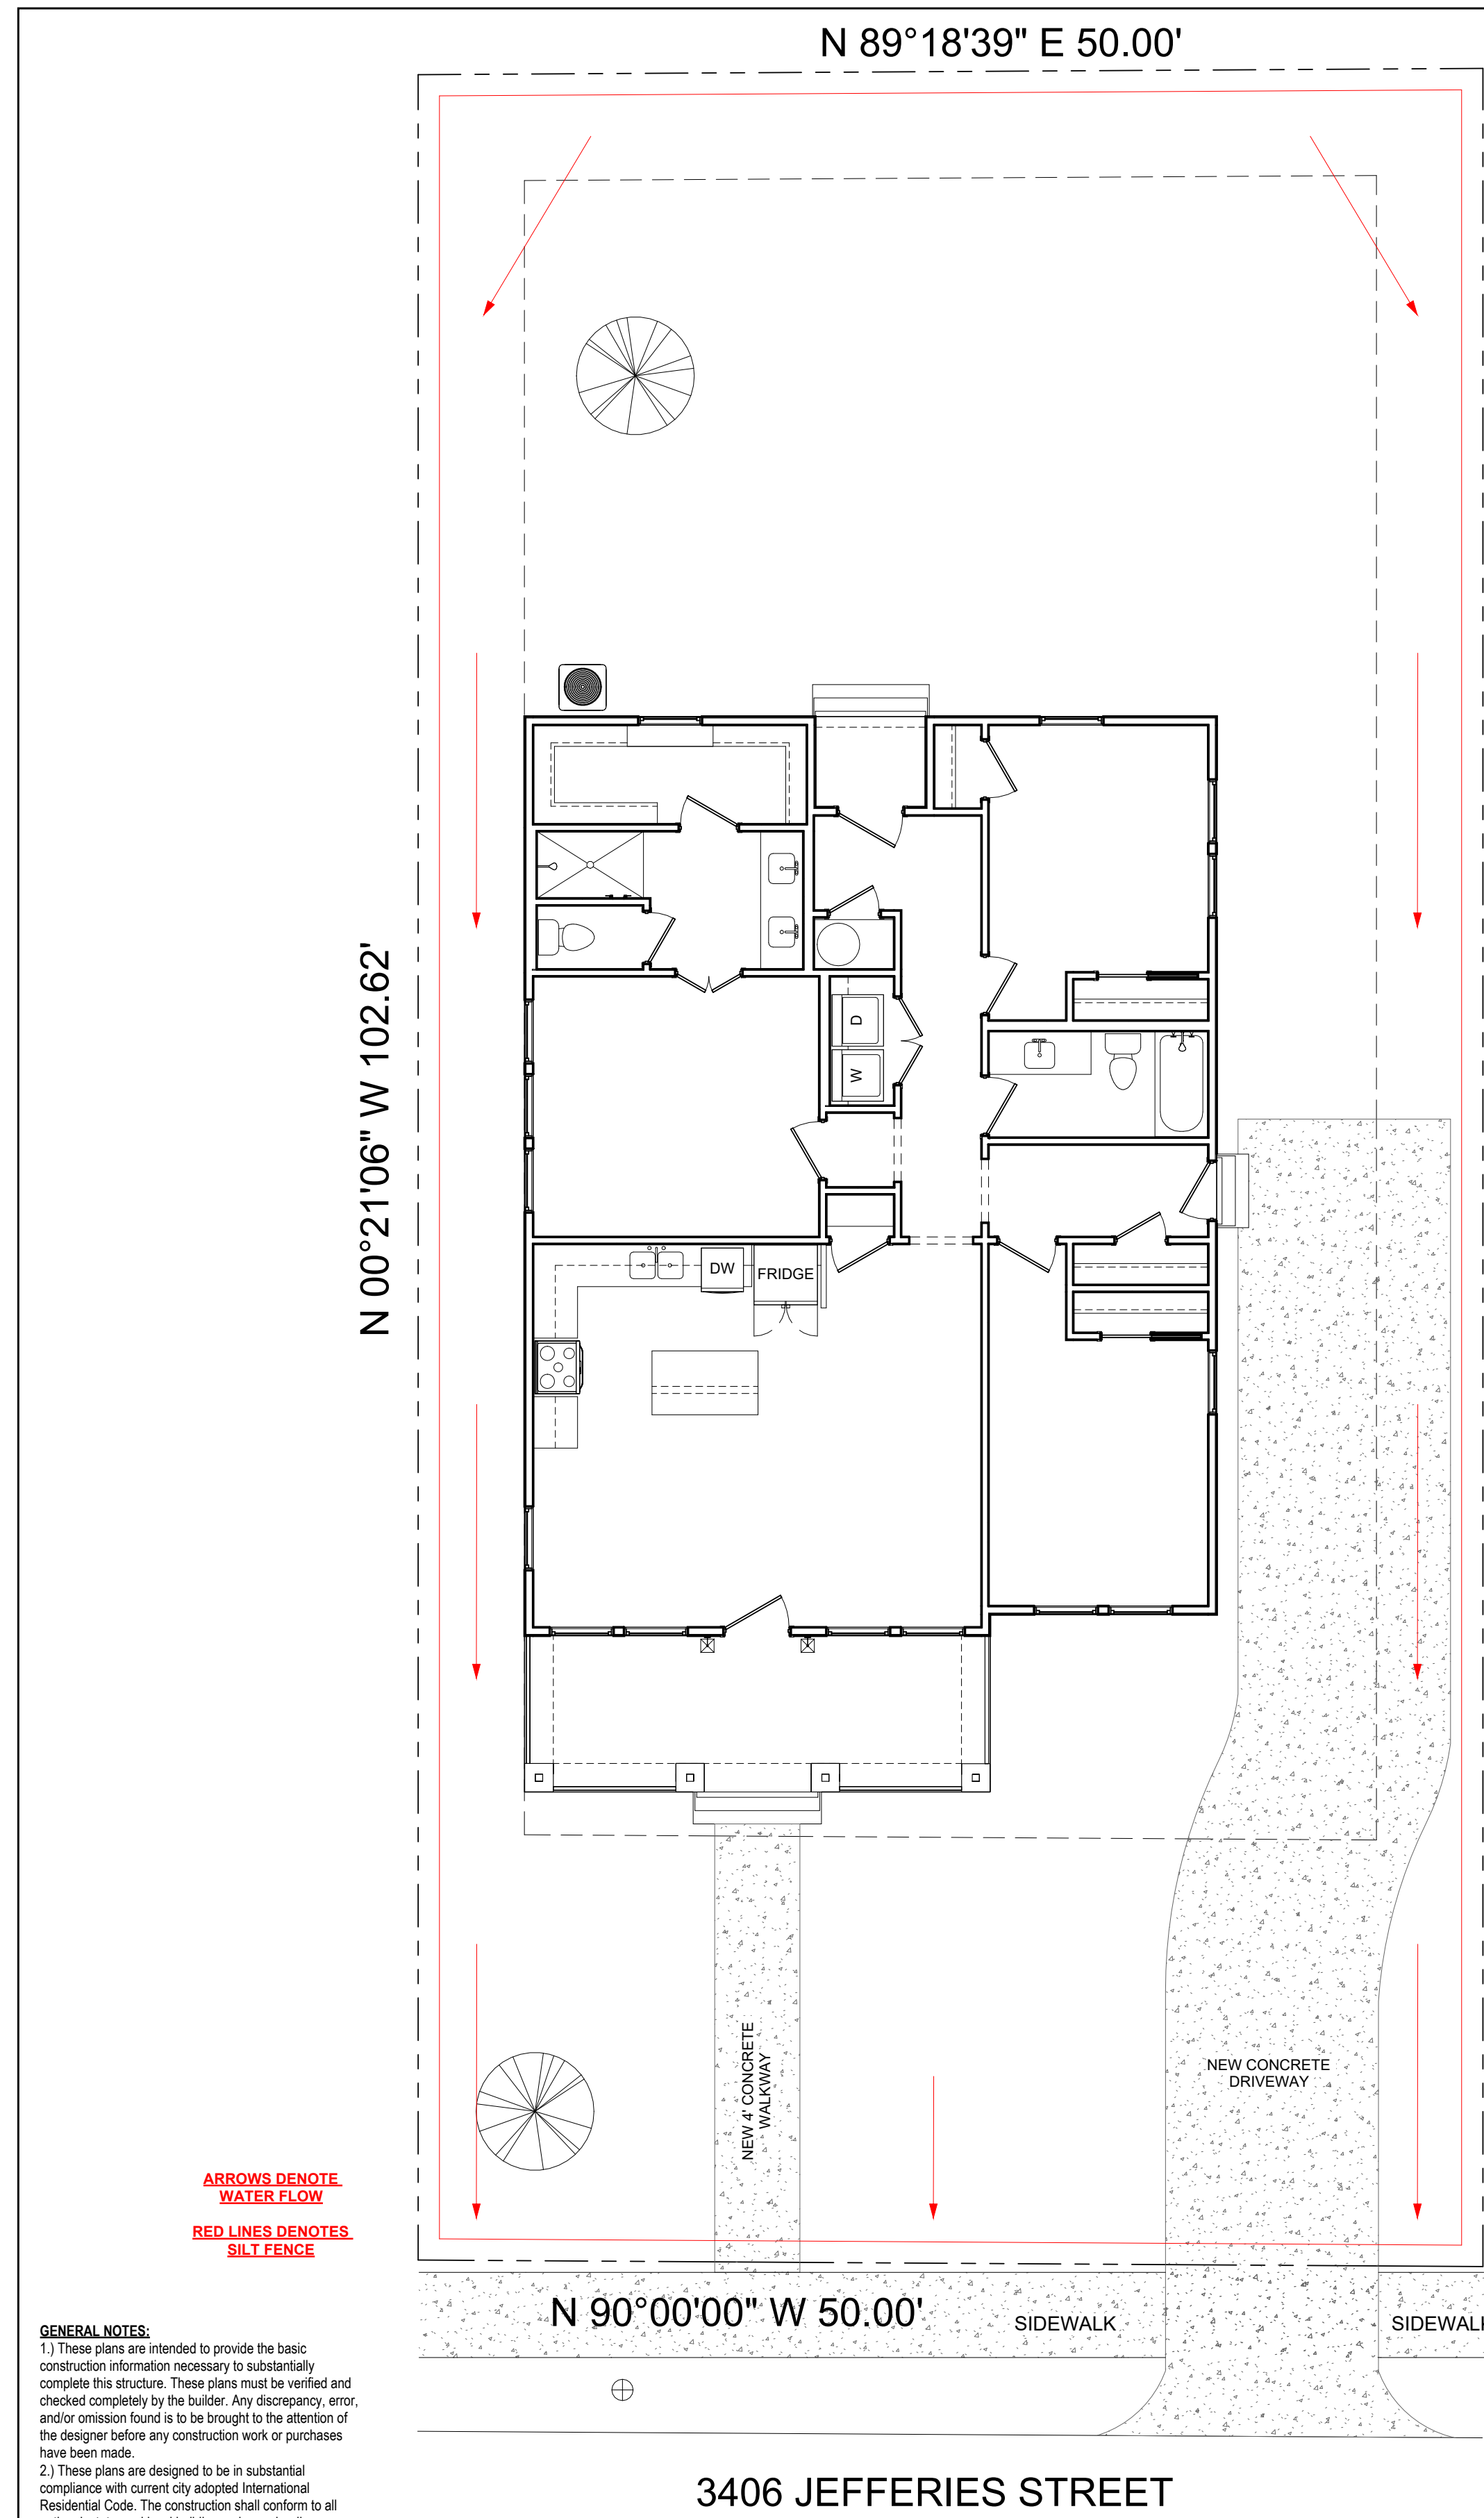 N 89°18'39" E 50.00'
N 00°21'06" W 102.62'
D
W
DW
FRIDGE
NEW 4' CONCRETE
WALKWAY
NEW CONCRETE
DRIVEWAY
ARROWS DENOTE
WATER FLOW
RED LINES DENOTES
SILT FENCE
N 90°00'00" W 50.00'
SIDEWALK
SIDEWALK
GENERAL NOTES:
1.) These plans are intended to provide the basic
construction information necessary to substantially
complete this structure. These plans must be verified and
checked completely by the builder. Any discrepancy, error,
and/or omission found is to be brought to the attention of
the designer before any construction work or purchases
have been made.
2.) These plans are designed to be in substantial
compliance with current city adopted International
Residential Code. The construction shall conform to all
3406 JEFFERIES STREET